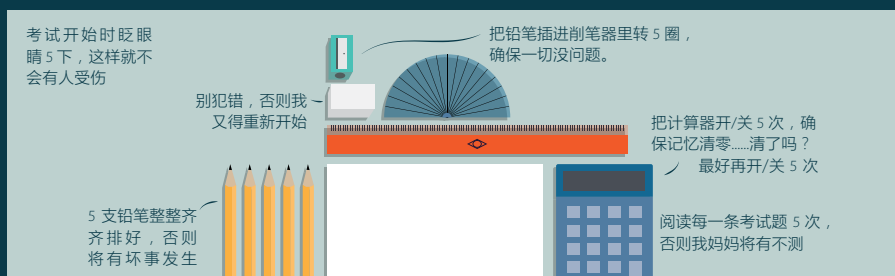 考试开始时眨眼
睛5下，这样就不
会有人受伤
把铅笔插进削笔器里转5圈，
确保一切没问题。
别犯错，否则我
又得重新开始
把计算器开/关5次，确
保记忆清零......清了吗？
最好再开/关5次
5支铅笔整整齐
齐排好，否则
将有坏事发生
阅读每一条考试题5次，
否则我妈妈将有不测